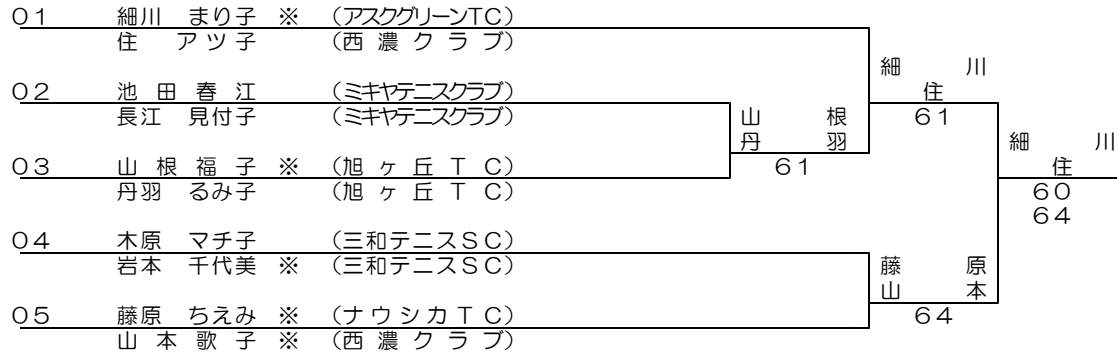 01 細川 まり子 ※ (アスクグリーンTC)
住 アツ子 (西濃クラブ)
細 川
住
61
02 池田春江 (ミキヤテニスクラブ)
長江 見付子 (ミキヤテニスクラブ)
山 根
丹 羽
61
細 川
住
60
64
03 山根福子 ※ (旭ヶ丘TC)
丹羽 るみ子 (旭ヶ丘TC)
04 木原 マチ子 (三和テニスSC)
岩本 千代美 ※ (三和テニスSC)
藤 原
山 本
64
05 藤原 ちえみ ※ (ナウシカTC)
山本歌子 ※ (西濃クラブ)